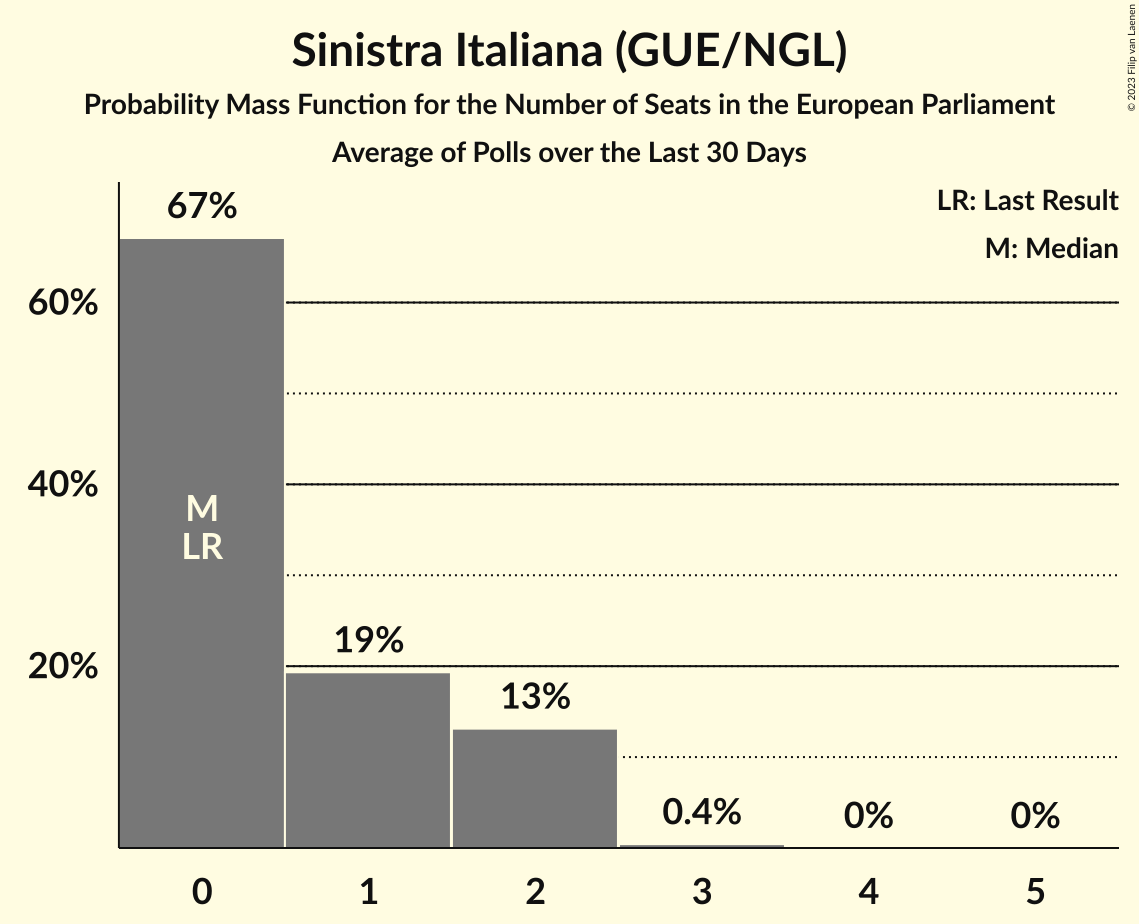 Sinistra Italiana (GUE/NGL)
Probability Mass Function for the Number of Seats in the European Parliament
Average of Polls over the Last 30 Days
© 2023 Filip van Laenen
LR: Last Result
M: Median
67%
60%
40%
M
LR
19%
20%
13%
0.4%
0%
0%
0 1 2 3 4 5